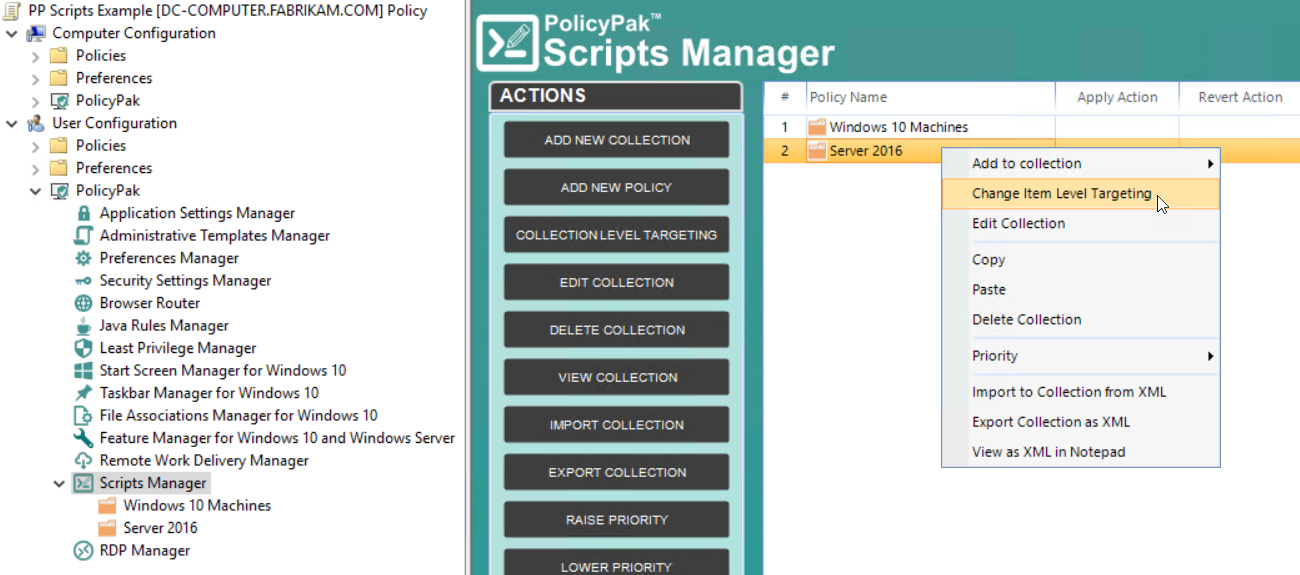 PP Scripts Example [DC-COMPUTER.FABRIKAM.COM] Policy
Computer Configuration
Policies
Preferences
PolicyPak
User Configuration
Policies
Preferences
PolicyPak
Application Settings Manager
Administrative Templates Manager
Preferences Manager
Security Settings Manager
Browser Router
Java Rules Manager
Least Privilege Manager
Start Screen Manager for Windows 10
Taskbar Manager for Windows 10
File Associations Manager for Windows 10
Feature Manager for Windows 10 and Windows Server
Remote Work Delivery Manager
Scripts Manager
Windows 10 Machines
Server 2016
RDP Manager
PolicyPak™
Scripts Manager
ACTIONS
ADD NEW COLLECTION
ADD NEW POLICY
COLLECTION LEVEL TARGETING
EDIT COLLECTION
DELETE COLLECTION
VIEW COLLECTION
IMPORT COLLECTION
EXPORT COLLECTION
RAISE PRIORITY
LOWER PRIORITY
# Policy Name Apply Action Revert Action
1 Windows 10 Machines
2 Server 2016
Add to collection
Change Item Level Targeting
Edit Collection
Copy
Paste
Delete Collection
Priority
Import to Collection from XML
Export Collection as XML
View as XML in Notepad